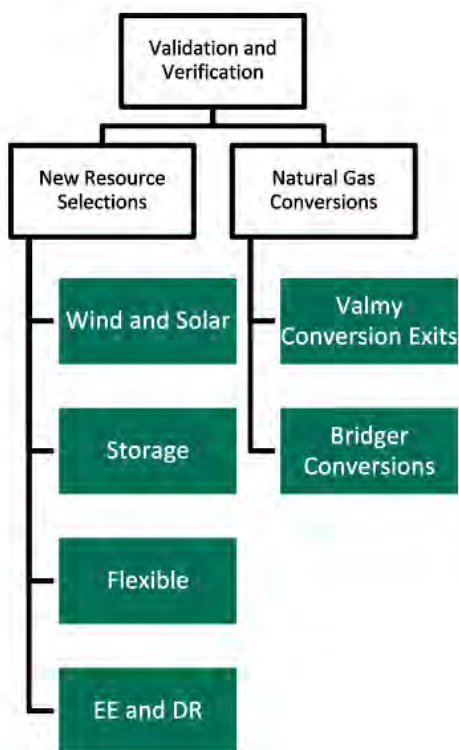 Validation and
Verification
New Resource
Selections
Natural Gas
Conversions
Wind and Solar
Storage
Flexible
EE and DR
Valmy
Conversion Exits
Bridger
Conversions